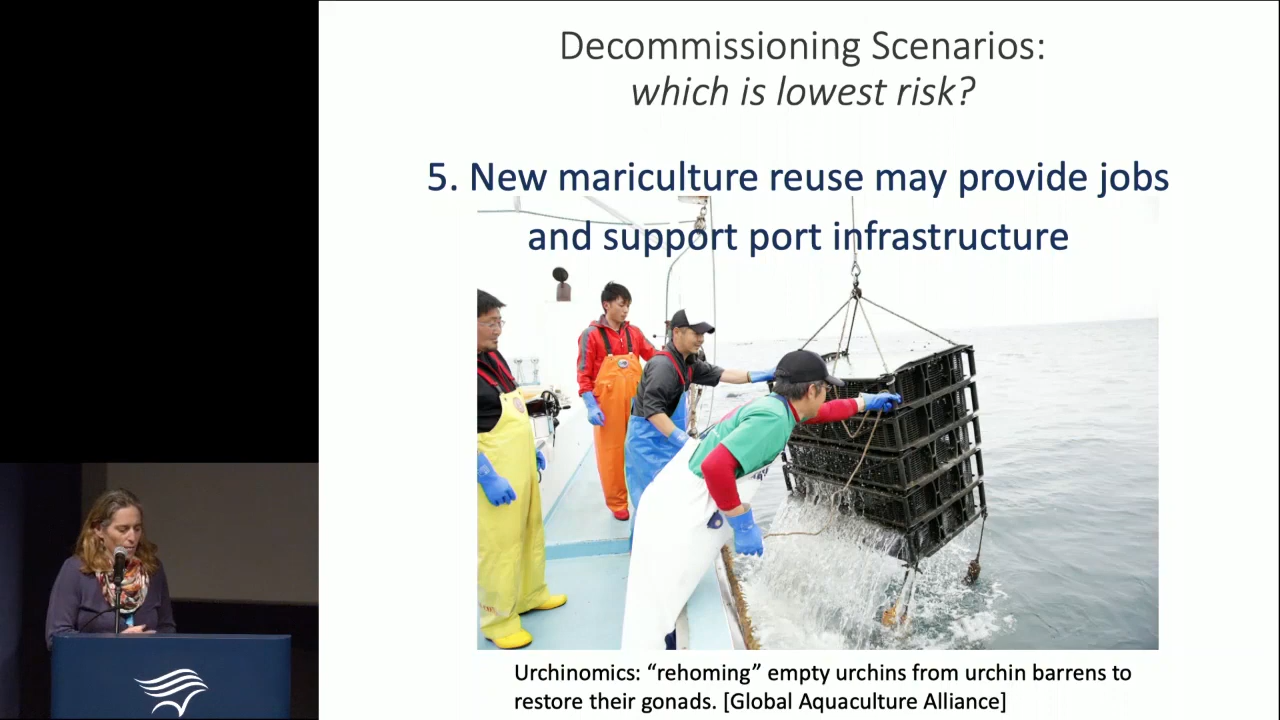 Decommissioning Scenarios:
which is lowest risk?
5. New mariculture reuse may provide jobs
and support port infrastructure
Urchinomics: “rehoming” empty urchins from urchin barrens to
restore their gonads. [Global Aquaculture Alliance]